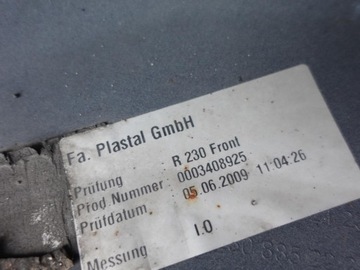 Fa. Plastal GmbH
Prüfung R 230 Front
Prod Nummer 0003408925
Prüfdatum 05.06.2009 11:04:26
Messung I.O